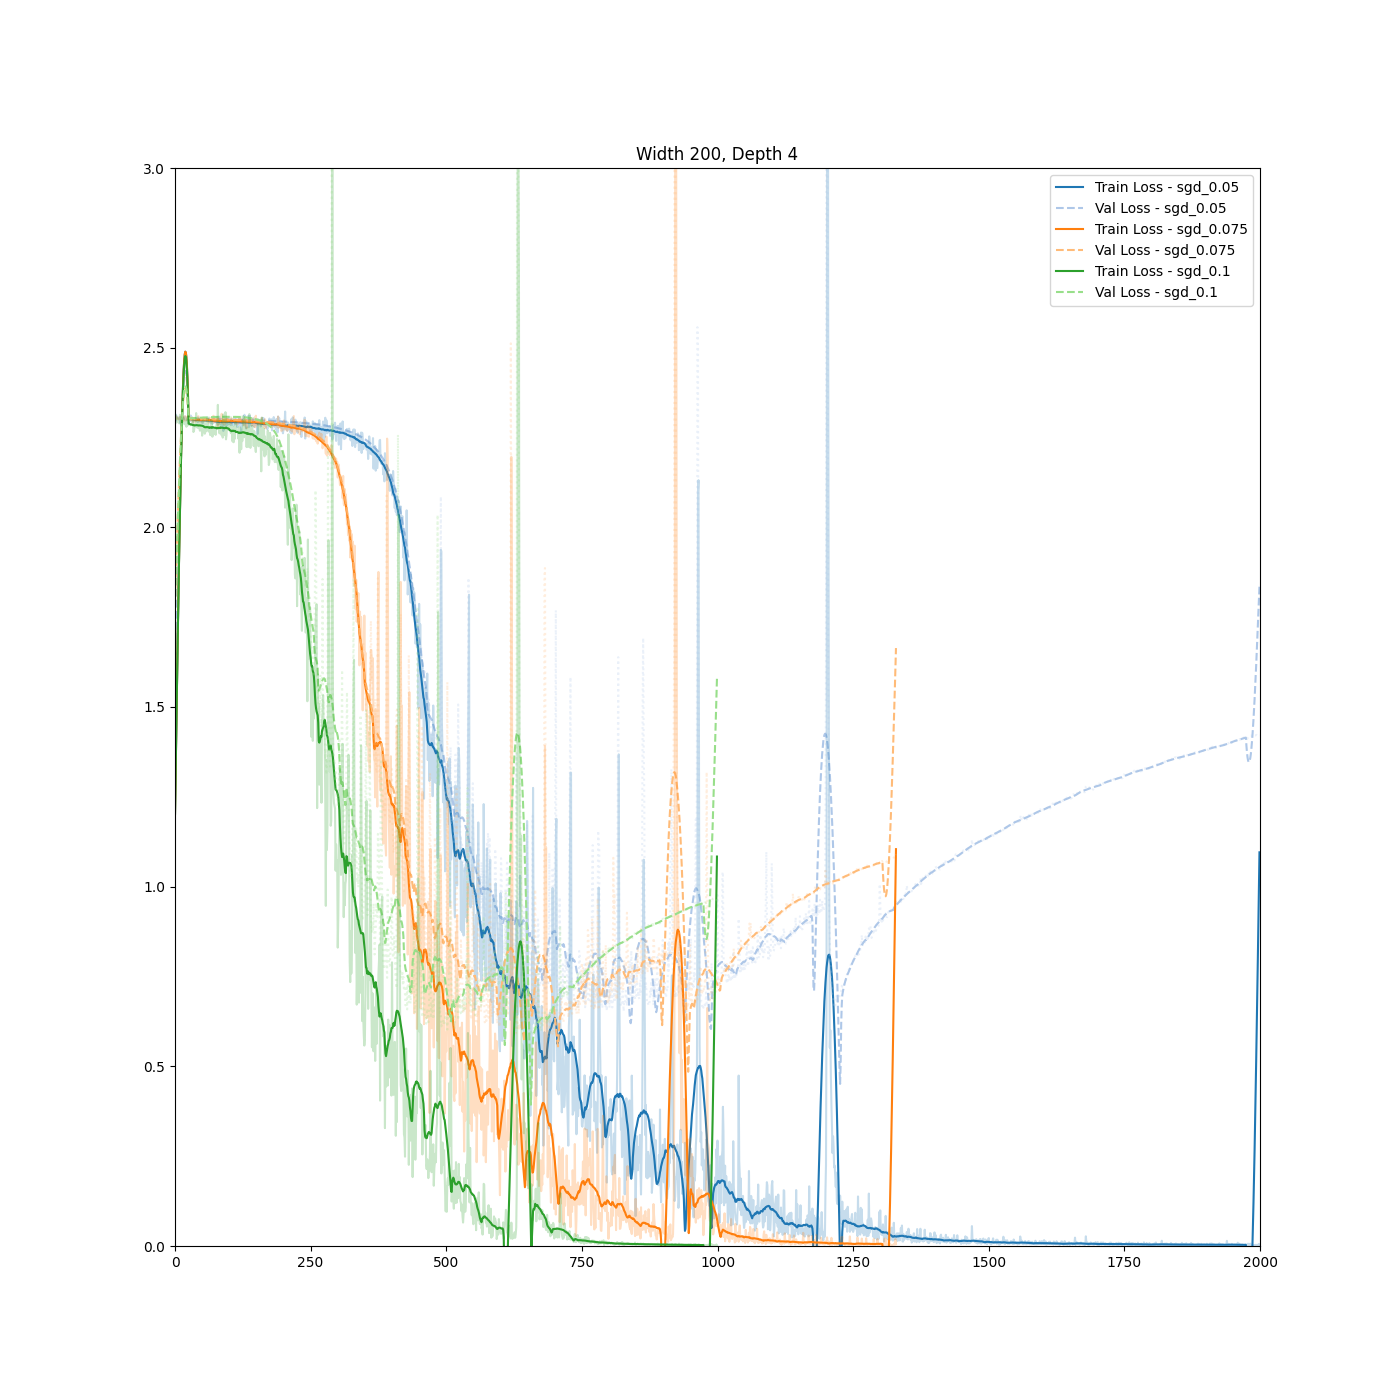 Width 200, Depth 4
3.0
2.5
2.0
1.5
1.0
0.5
0.0
Train Loss - sgd_0.05
Val Loss - sgd_0.05
Train Loss - sgd_0.075
Val Loss - sgd_0.075
Train Loss - sgd_0.1
Val Loss - sgd_0.1
0 250 500 750 1000 1250 1500 1750 2000